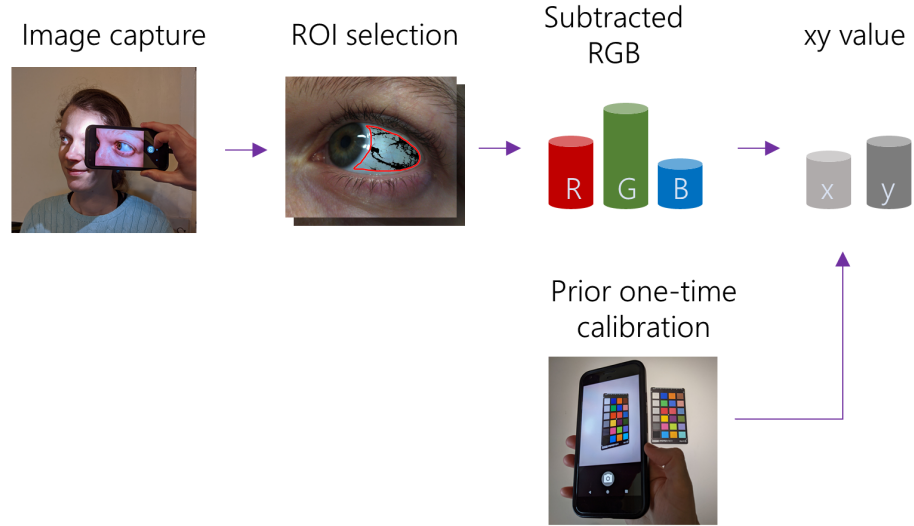 Image capture
ROI selection
Subtracted
RGB
xy value
R
G
B
x
y
Prior one-time
calibration